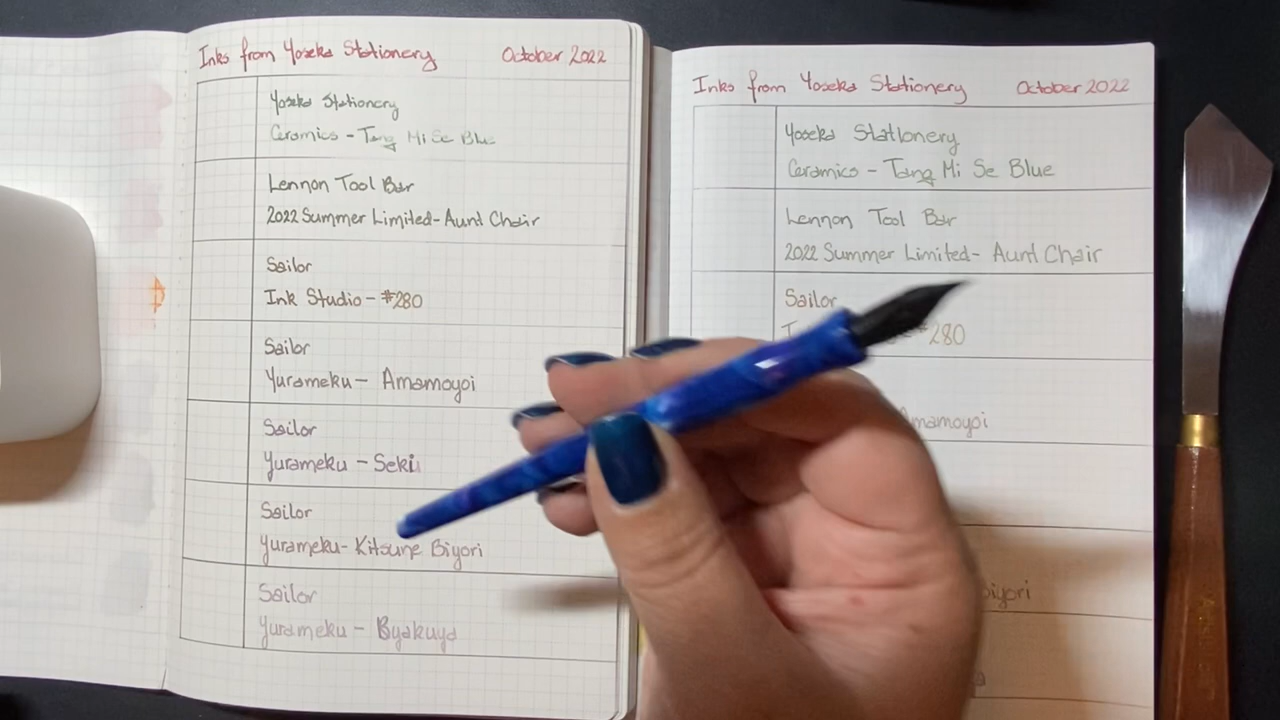 Inks from Yoseka Stationery October 2022
Yoseka Stationery
Ceramics - Tang Mi Se Blue
Lennon Tool Bar
2022 Summer Limited- Aunt Chair
Sailor
Ink Studio - #280
Sailor
Yurameku - Amamoyoi
Sailor
Yurameku - Seki
Sailor
Yurameku- Kitsune Biyori
Sailor
Yurameku - Byakuya
Inks from Yoseka Stationery October 2022
Yoseka Stationery
Ceramics - Tang Mi Se Blue
Lennon Tool Bar
2022 Summer Limited- Aunt Chair
Sailor
#280
Amamoyoi
Biyori